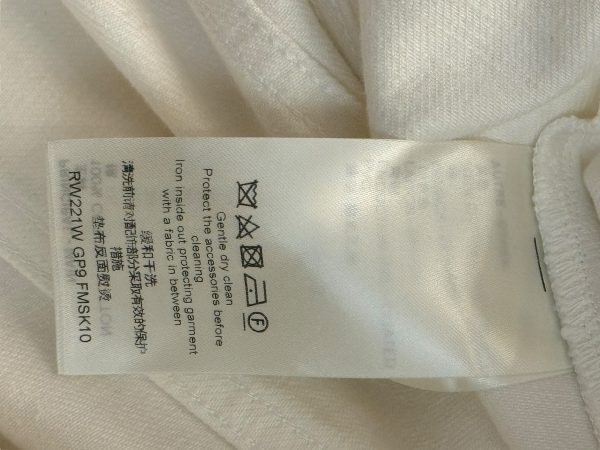 Gentle dry clean
Protect the accessories before
cleaning
Iron inside out protecting garment
with a fabric in between
缓和干洗
清洗前请对配饰部分采取有效的保护
措施
垫布反面熨烫
RW221W GP9 FMSK10